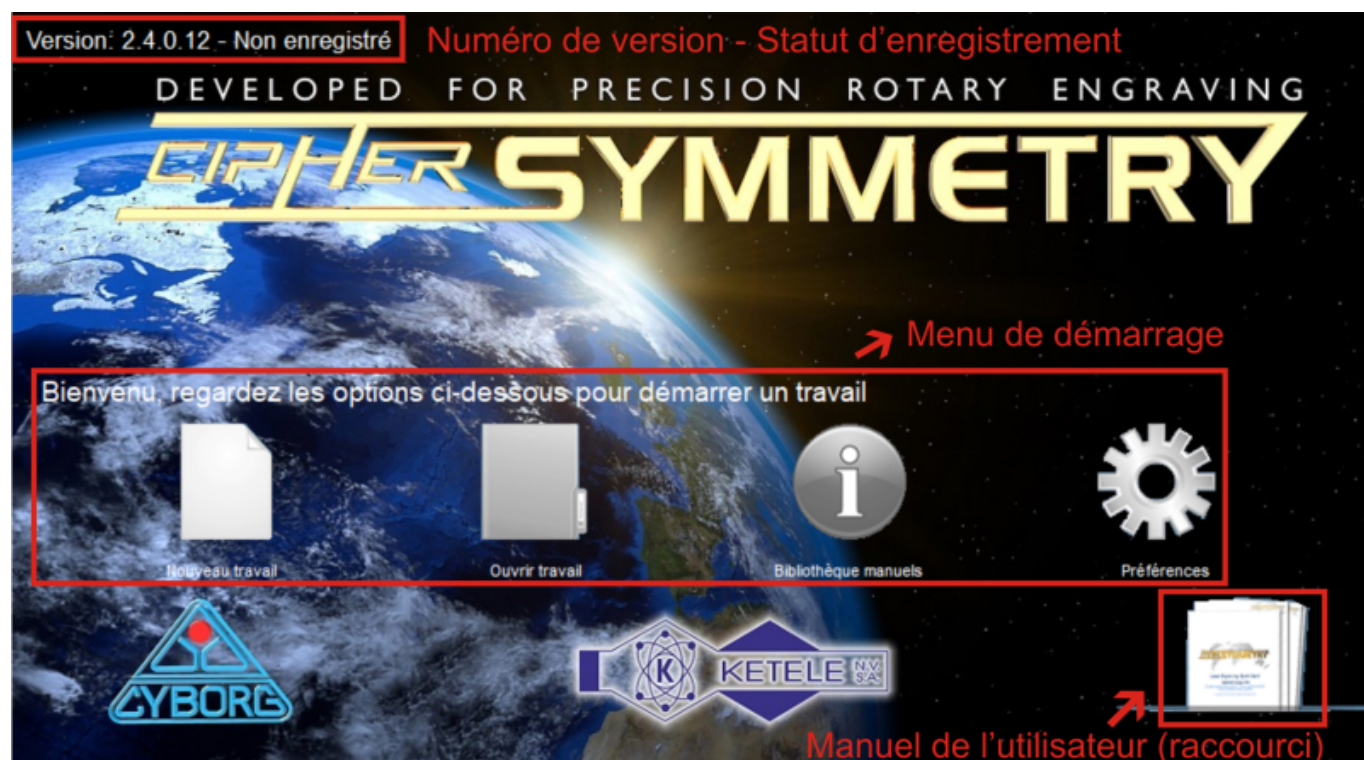 Version: 2.4.0.12 - Non enregistré
Numéro de version - Statut d'enregistrement
DEVELOPED FOR PRECISION ROTARY ENGRAVING
CIPHER SYMMETRY
Menu de démarrage
Bienvenu, regardez les options ci-dessous pour démarrer un travail
Nouveau travail
Ouvrir travail
Bibliothèque manuels
Préférences
CYBORG
K
KETELE N.V. S.A.
Manuel de l'utilisateur (raccourci)